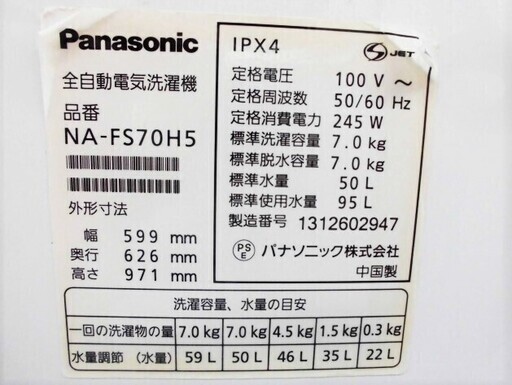 Panasonic
全自動電気洗濯機
品番
NA-FS70H5
外形寸法
幅 599 mm
奥行 626 mm
高さ 971 mm
IPX4
S JET
定格電圧 100 V ～
定格周波数 50/60 Hz
定格消費電力 245 W
標準洗濯容量 7.0 kg
標準脱水容量 7.0 kg
標準水量 50 L
標準使用水量 95 L
製造番号 1312602947
PS E パナソニック株式会社
中国製
洗濯容量、水量の目安
一回の洗濯物の量 7.0 kg 7.0 kg 4.5 kg 1.5 kg 0.3 kg
水量調節（水量） 59 L 50 L 46 L 35 L 22 L